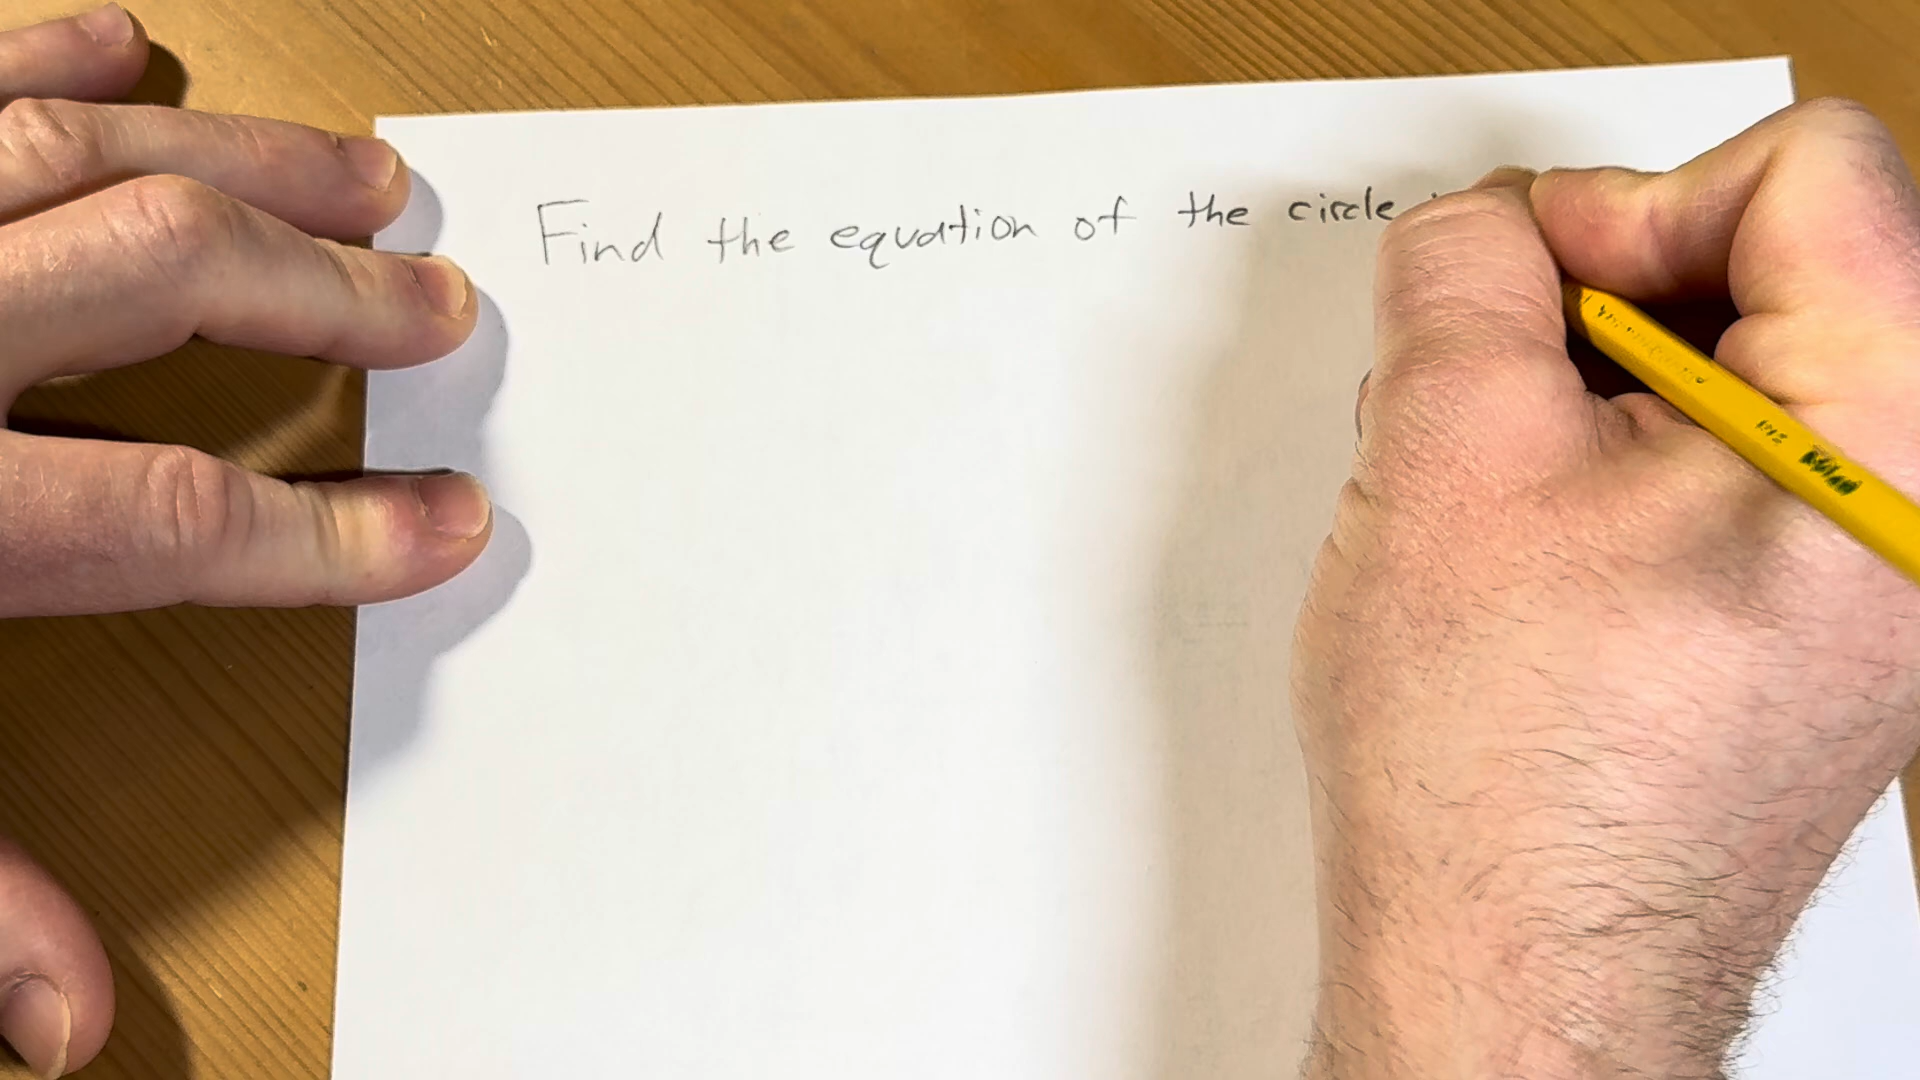 Find the equation of the circle